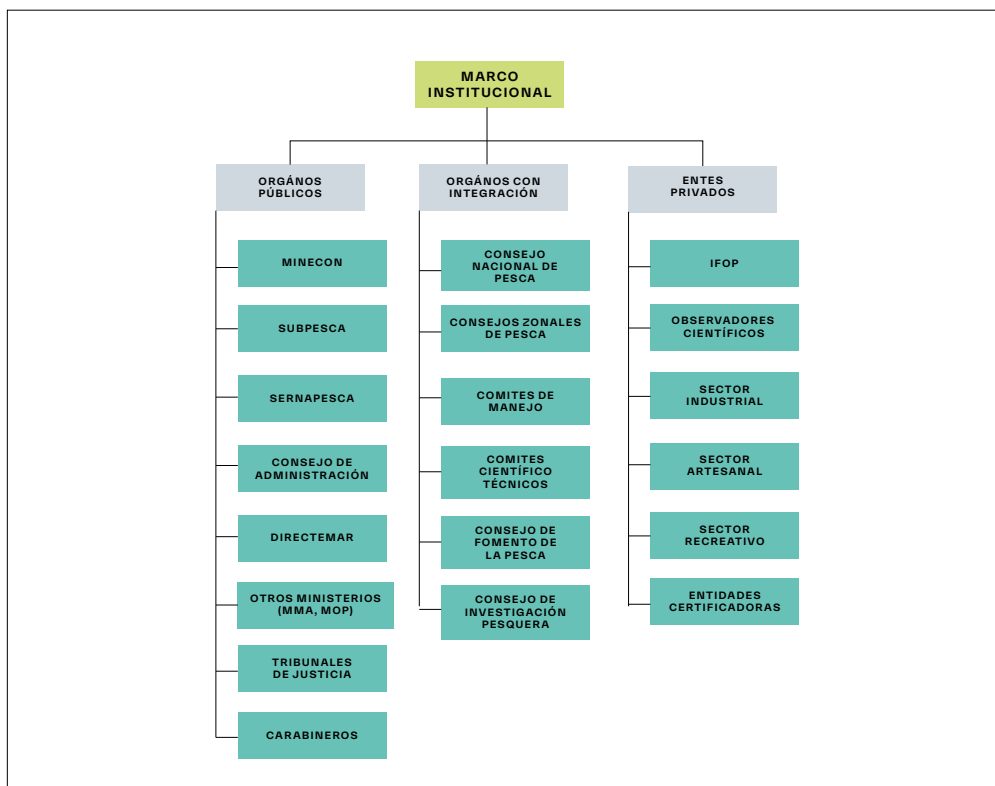 MARCO
INSTITUCIONAL
ORGÁNOS
PÚBLICOS
MINECON
SUBPESCA
SERNAPESCA
CONSEJO DE
ADMINISTRACIÓN
DIRECTEMAR
OTROS MINISTERIOS
(MMA, MOP)
TRIBUNALES
DE JUSTICIA
CARABINEROS
ORGÁNOS CON
INTEGRACIÓN
CONSEJO
NACIONAL DE
PESCA
CONSEJOS ZONALES
DE PESCA
COMITES DE
MANEJO
COMITES
CIENTÍFICO
TÉCNICOS
CONSEJO DE
FOMENTO DE
LA PESCA
CONSEJO DE
INVESTIGACIÓN
PESQUERA
ENTES
PRIVADOS
IFOP
OBSERVADORES
CIENTÍFICOS
SECTOR
INDUSTRIAL
SECTOR
ARTESANAL
SECTOR
RECREATIVO
ENTIDADES
CERTIFICADORAS